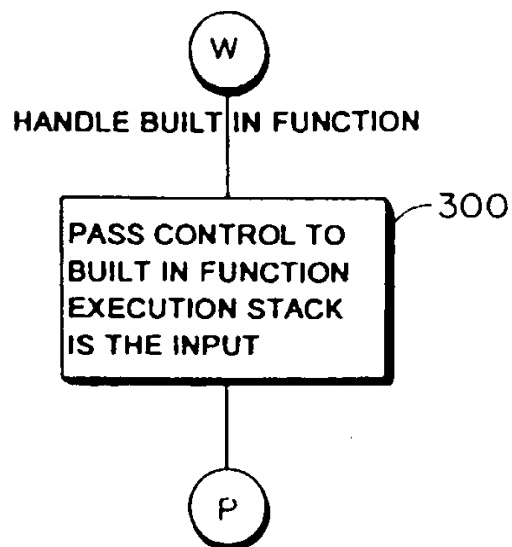 W
HANDLE BUILT IN FUNCTION
300
PASS CONTROL TO
BUILT IN FUNCTION
EXECUTION STACK
IS THE INPUT
P